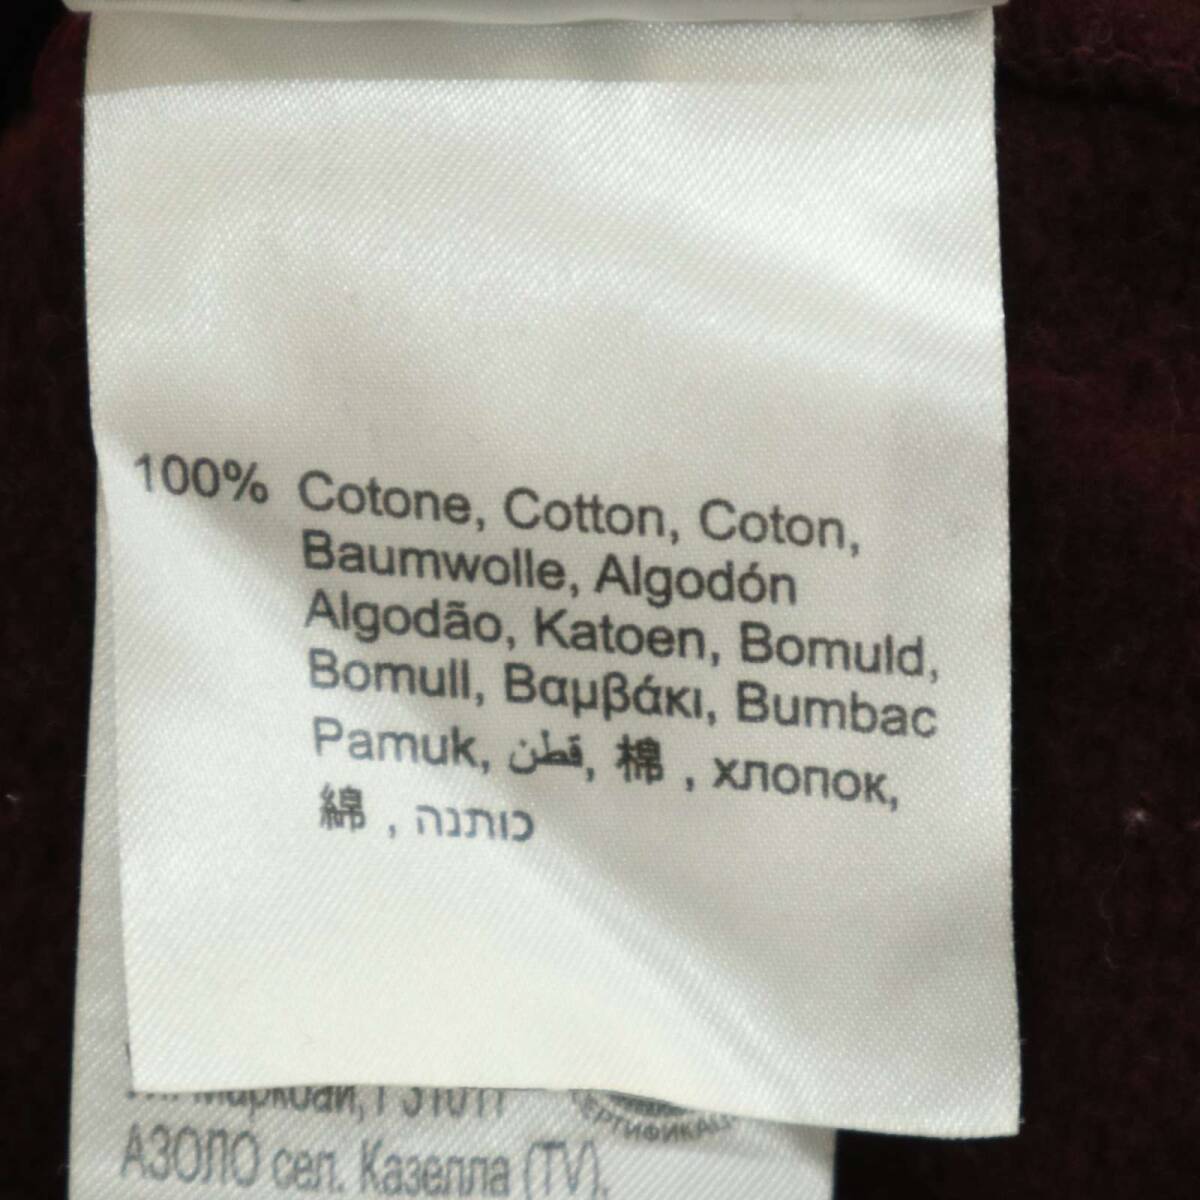 100% Cotone, Cotton, Coton,
Baumwolle, Algodón
Algodão, Katoen, Bomuld,
Bomull, Βαμβάκι, Bumbac
Pamuk, قطن, 棉, хлопок,
綿, כותנה
31011
АЗОЛО сел. Казелла (TV).